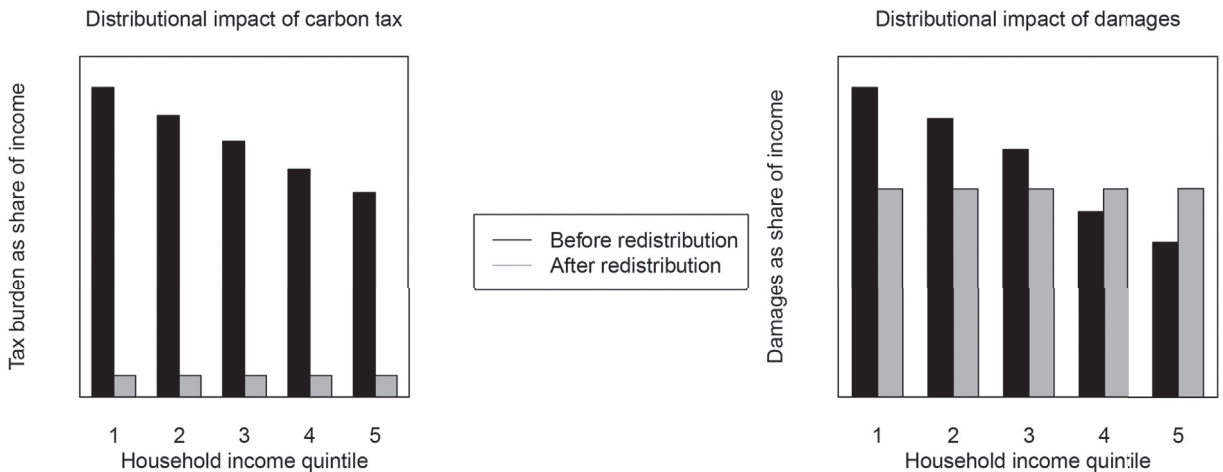 Distributional impact of carbon tax
Tax burden as share of income
1 2 3 4 5
Household income quintile
Before redistribution
After redistribution
Distributional impact of damages
Damages as share of income
1 2 3 4 5
Household income quintile